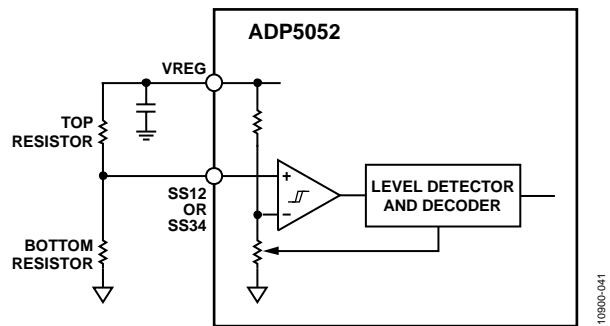 ADP5052
VREG
TOP
RESISTOR
+
LEVEL DETECTOR
AND DECODER
SS12
OR
SS34
−
BOTTOM
RESISTOR
10900-041